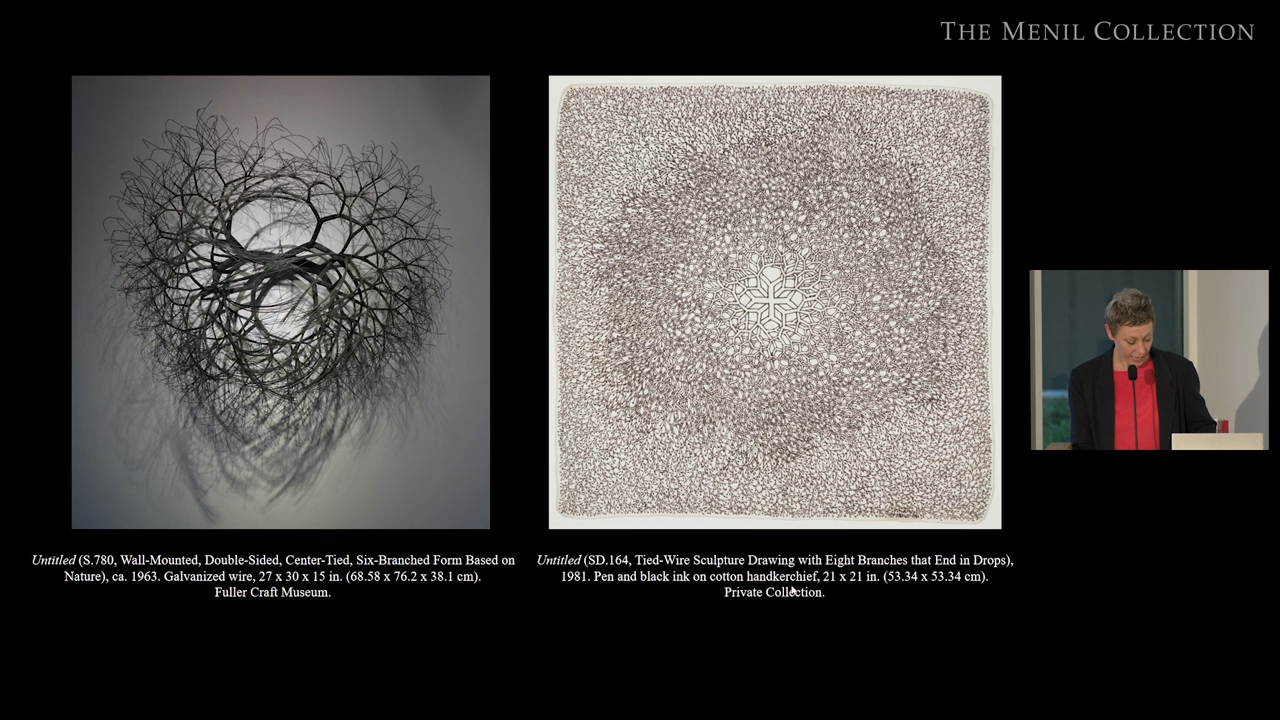 THE MENIL COLLECTION
Untitled (S.780, Wall-Mounted, Double-Sided, Center-Tied, Six-Branched Form Based on
Nature), ca. 1963. Galvanized wire, 27 x 30 x 15 in. (68.58 x 76.2 x 38.1 cm).
Fuller Craft Museum.
Untitled (SD.164, Tied-Wire Sculpture Drawing with Eight Branches that End in Drops),
1981. Pen and black ink on cotton handkerchief, 21 x 21 in. (53.34 x 53.34 cm).
Private Collection.